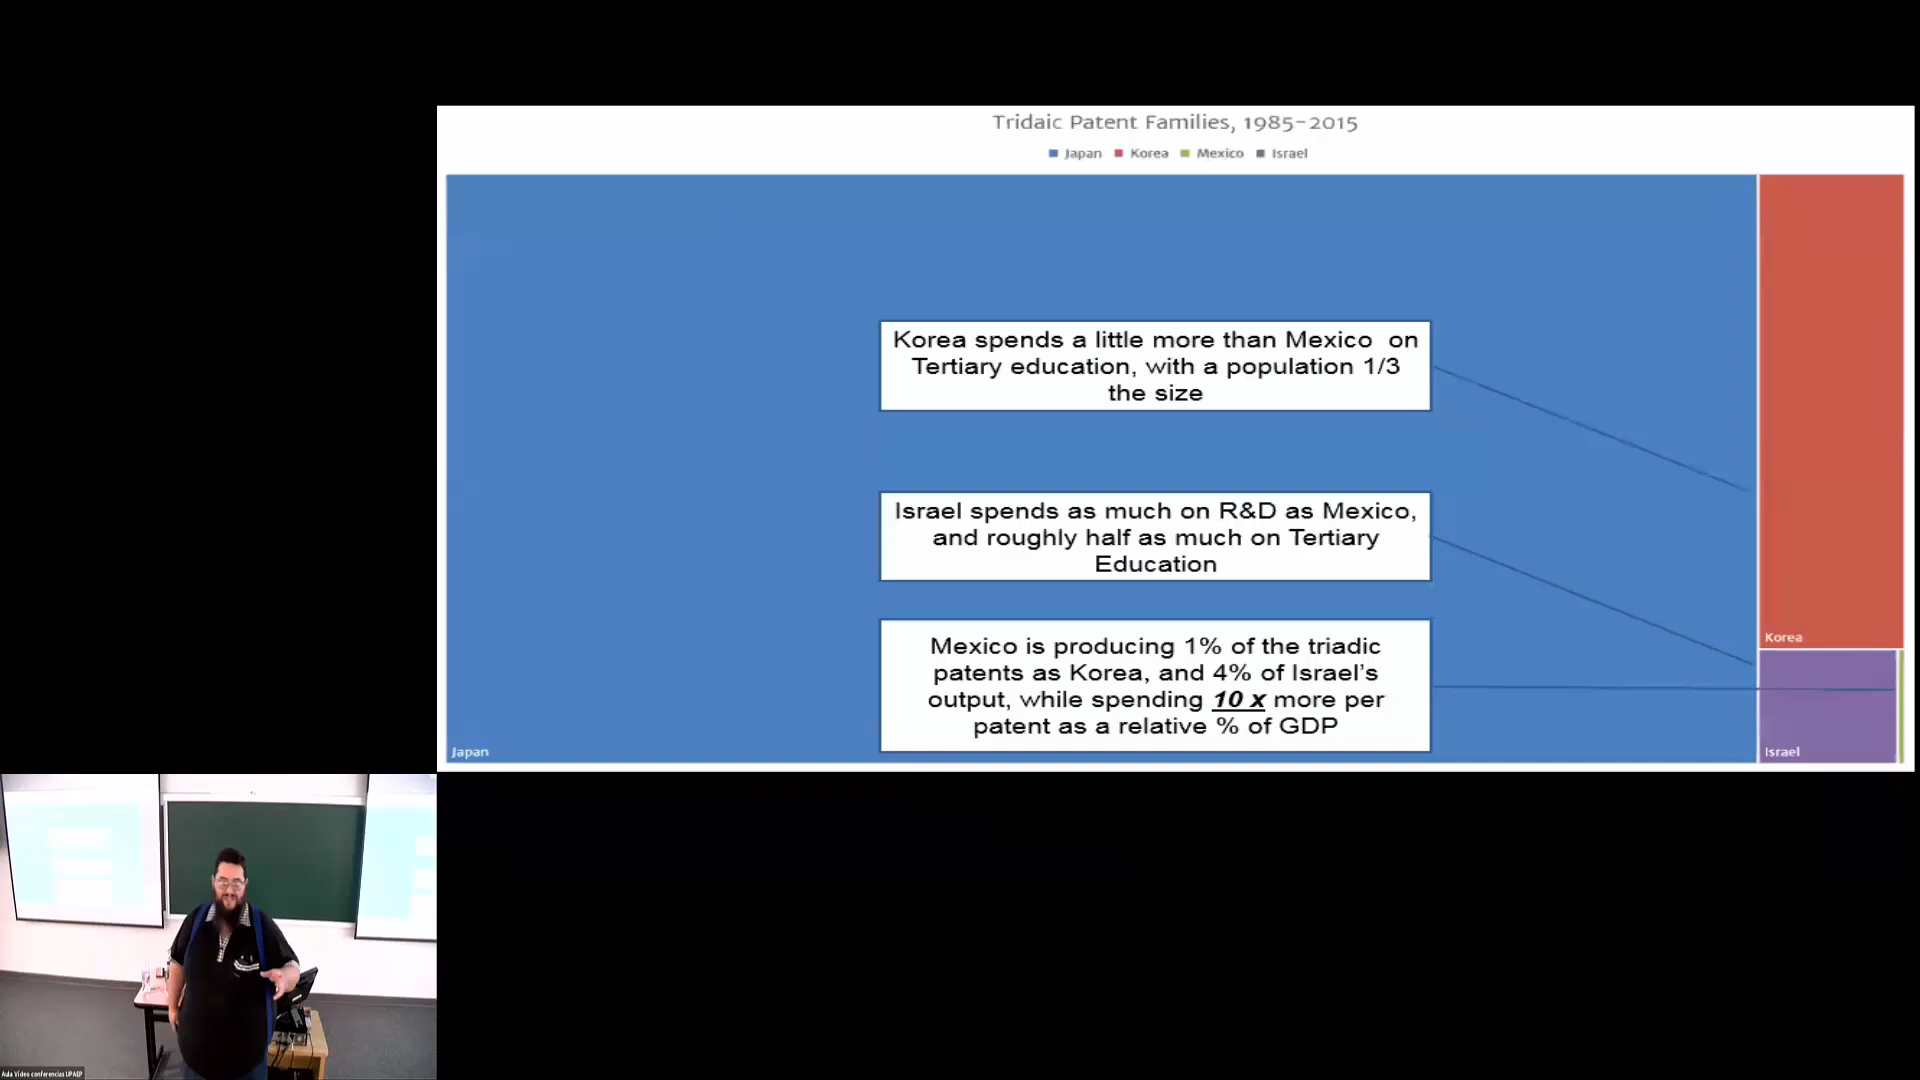 Tridaic Patent Families, 1985-2015
Japan Korea Mexico Israel
Korea spends a little more than Mexico on
Tertiary education, with a population 1/3
the size
Israel spends as much on R&D as Mexico,
and roughly half as much on Tertiary
Education
Mexico is producing 1% of the triadic
patents as Korea, and 4% of Israel's
output, while spending 10 x more per
patent as a relative % of GDP
Korea
Japan
Israel
Aula Video conferencias UPAEP